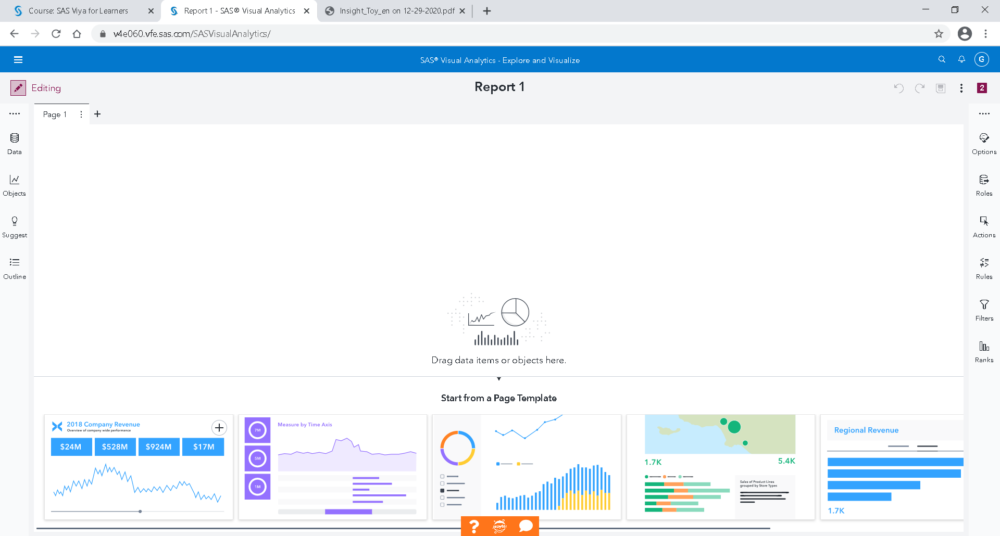 Course: SAS Viya for Learners
Report 1 - SAS® Visual Analytics
Insight_Toy_en on 12-29-2020.pdf
v4e060.vfe.sas.com/SASVisualAnalytics/
SAS® Visual Analytics - Explore and Visualize
G
Editing
Report 1
2
Page 1
Data
Objects
Suggest
Outline
Options
Roles
Actions
Rules
Filters
Ranks
Drag data items or objects here.
Start from a Page Template
2018 Company Revenue
Overview of company wide performance
$24M $528M $924M $17M
7M
5M
1M
Measure by Time Axis
1.7K
5.4K
Sales of Product Lines
grouped by Store Types
Regional Revenue
1.7K
?
jupyter